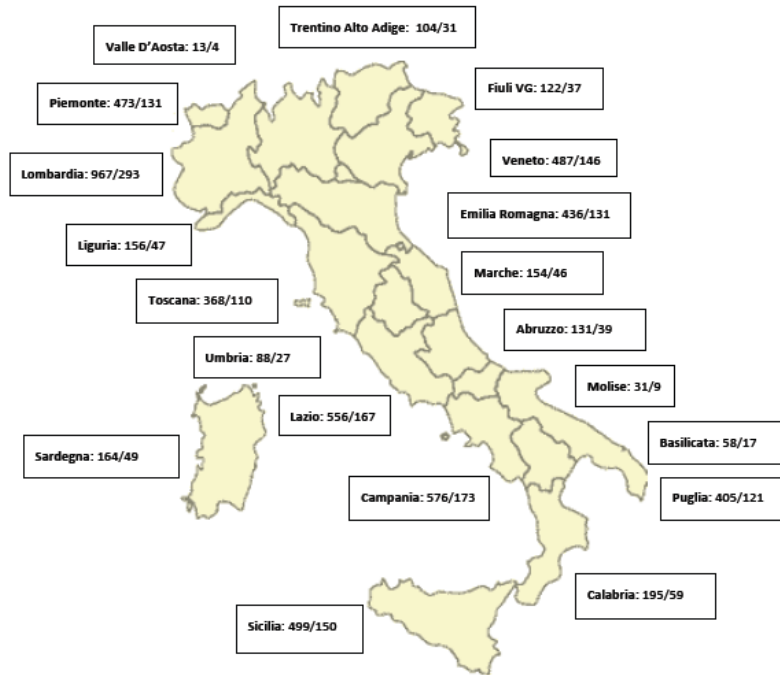 Trentino Alto Adige: 104/31
Valle D'Aosta: 13/4
Fiuli VG: 122/37
Piemonte: 473/131
Veneto: 487/146
Lombardia: 967/293
Emilia Romagna: 436/131
Liguria: 156/47
Marche: 154/46
Toscana: 368/110
Abruzzo: 131/39
Umbria: 88/27
Molise: 31/9
Lazio: 556/167
Basilicata: 58/17
Sardegna: 164/49
Campania: 576/173
Puglia: 405/121
Calabria: 195/59
Sicilia: 499/150